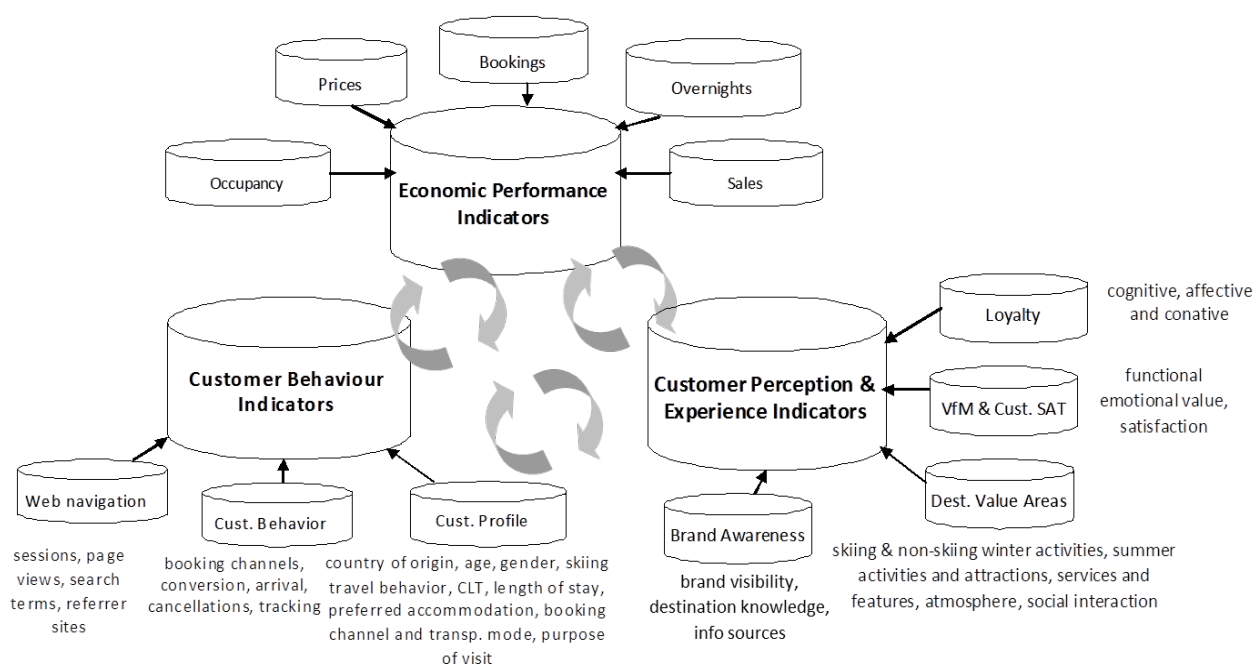 Bookings
Prices
Overnights
Occupancy
Economic Performance
Indicators
Sales
Loyalty
cognitive, affective
and conative
Customer Behaviour
Indicators
Customer Perception &
Experience Indicators
VfM & Cust. SAT
functional
emotional value,
satisfaction
Web navigation
Cust. Behavior
Cust. Profile
Brand Awareness
Dest. Value Areas
sessions, page
views, search
terms, referrer
sites
booking channels,
conversion, arrival,
cancellations, tracking
country of origin, age, gender, skiing
travel behavior, CLT, length of stay,
preferred accommodation, booking
channel and transp. mode, purpose
of visit
brand visibility,
destination knowledge,
info sources
skiing & non-skiing winter activities, summer
activities and attractions, services and
features, atmosphere, social interaction